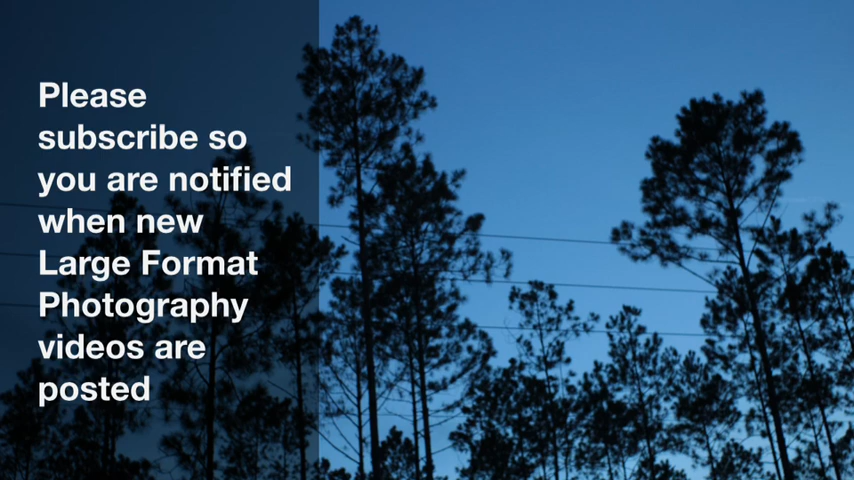 Please
subscribe so
you are notified
when new
Large Format
Photography
videos are
posted